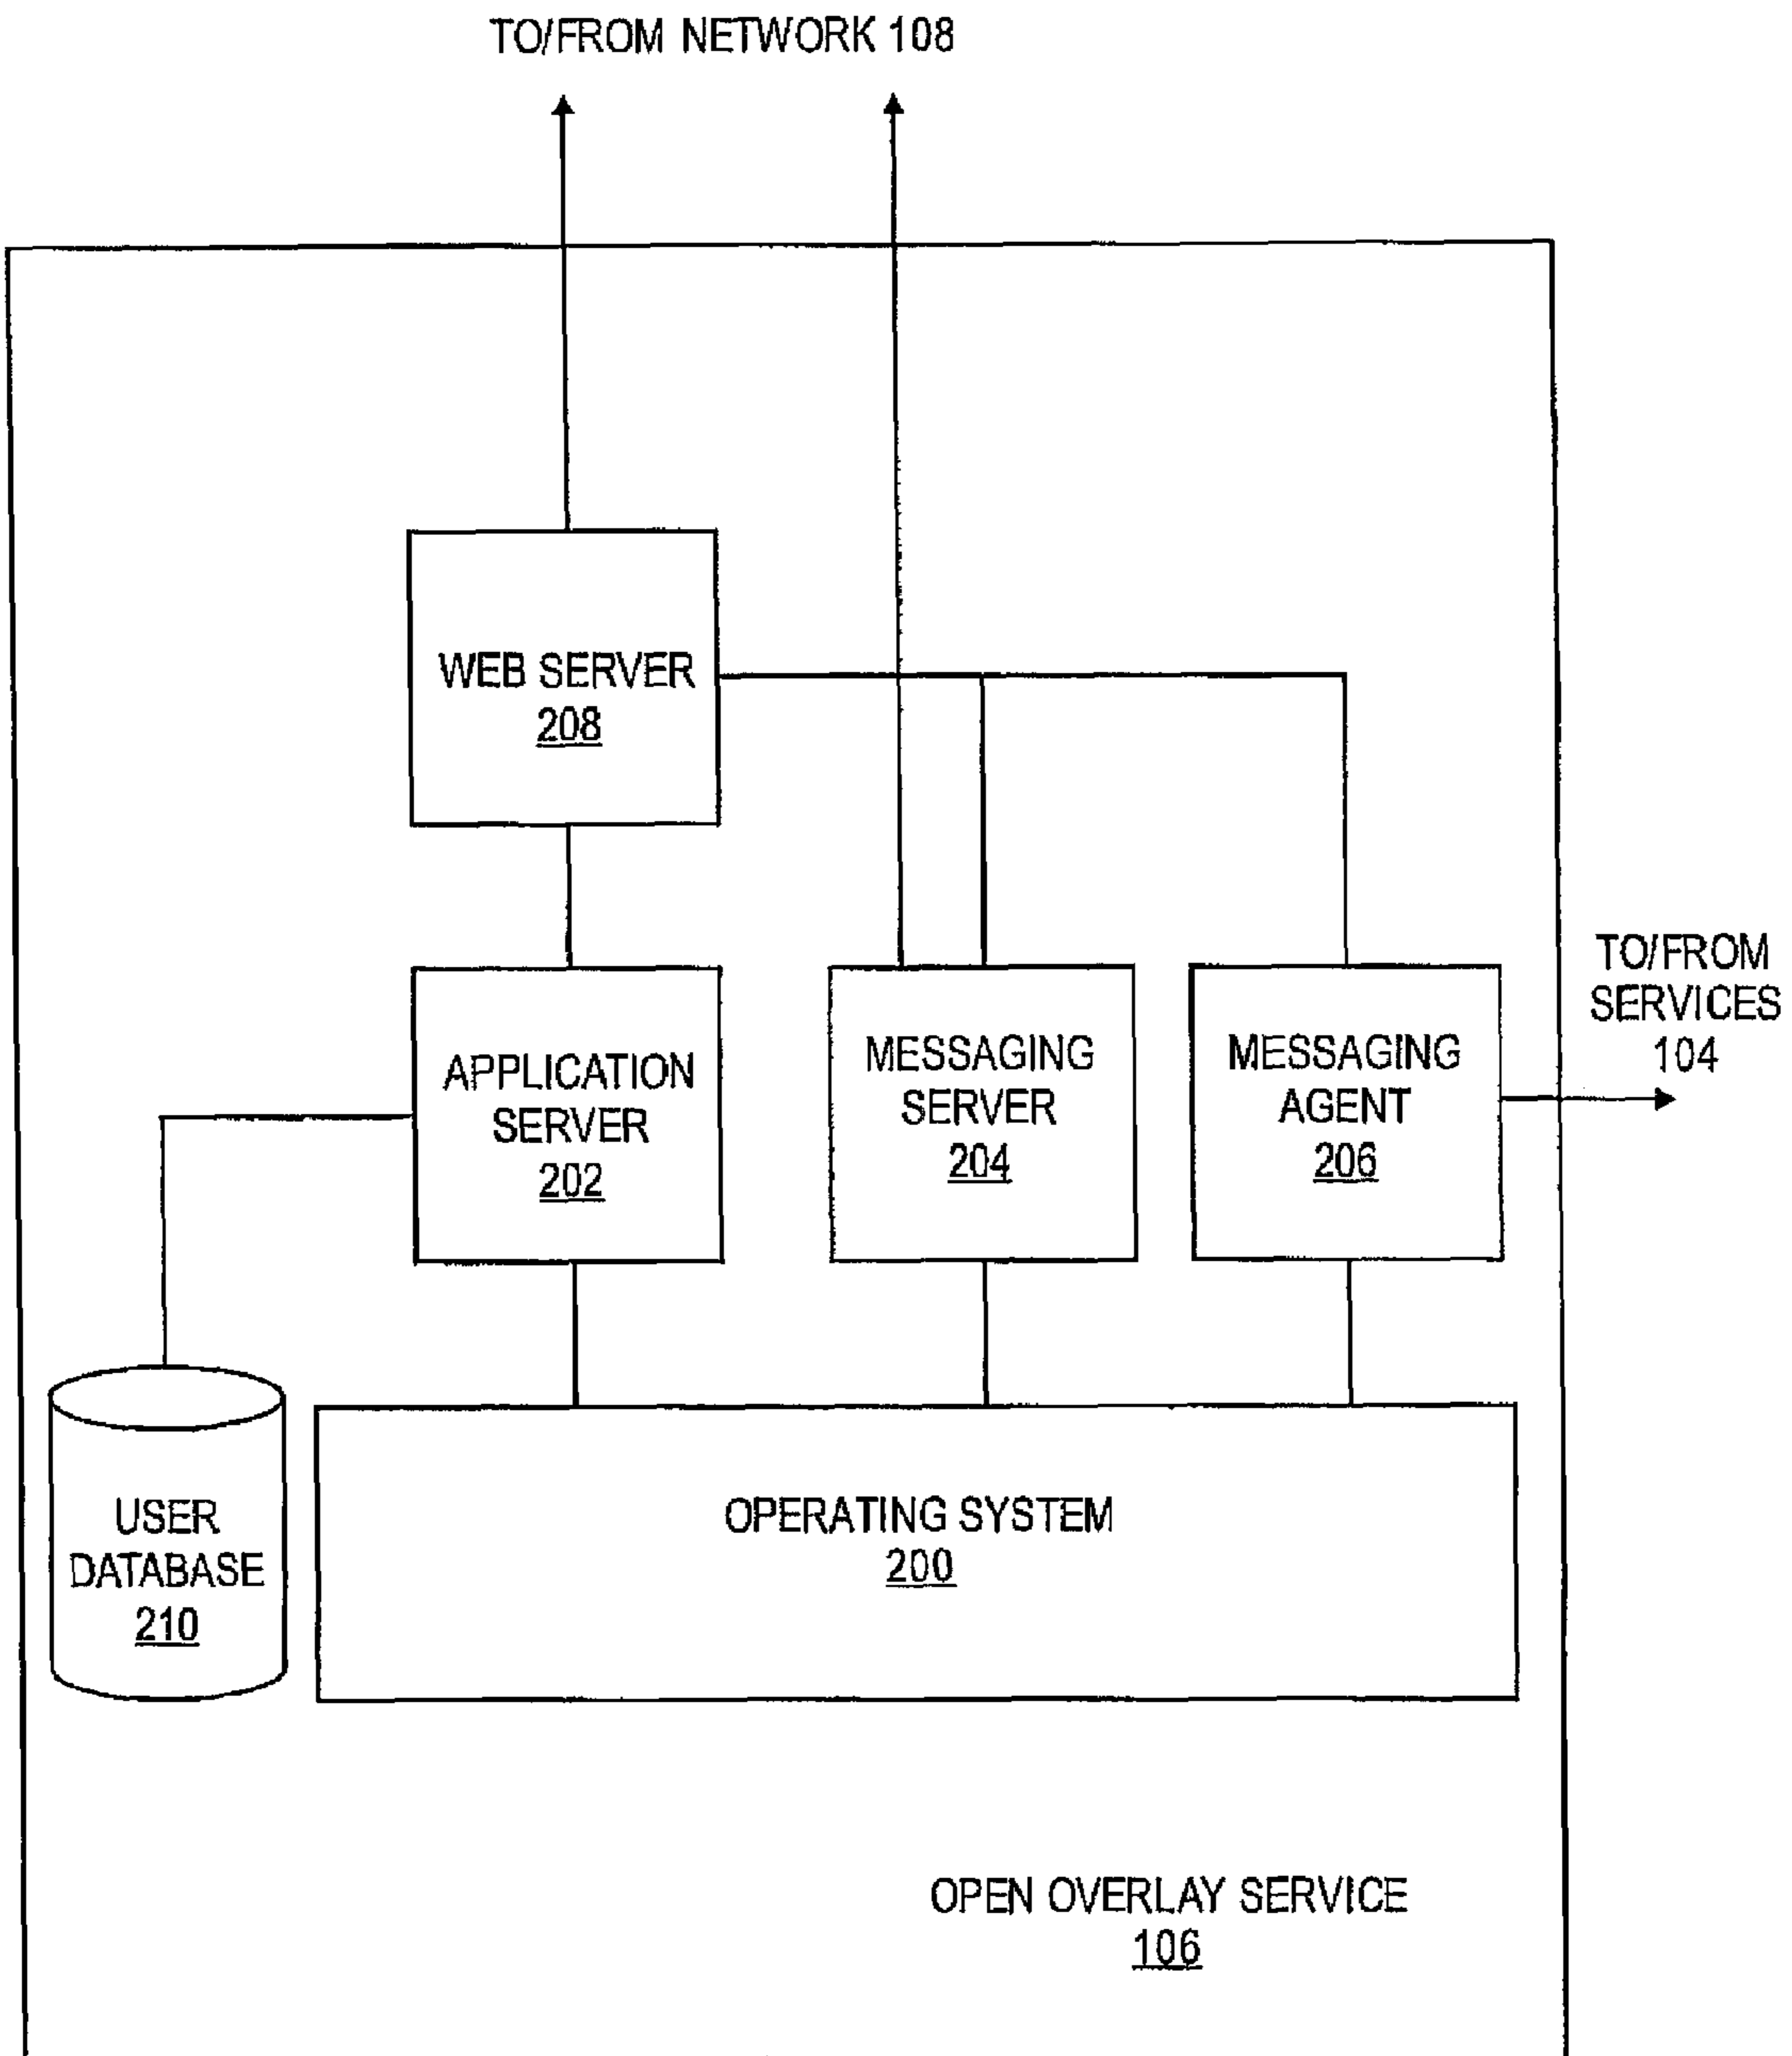 TO/FROM NETWORK 108
WEB SERVER
208
TO/FROM
SERVICES
104
APPLICATION
SERVER
202
MESSAGING
SERVER
204
MESSAGING
AGENT
206
USER
DATABASE
210
OPERATING SYSTEM
200
OPEN OVERLAY SERVICE
106